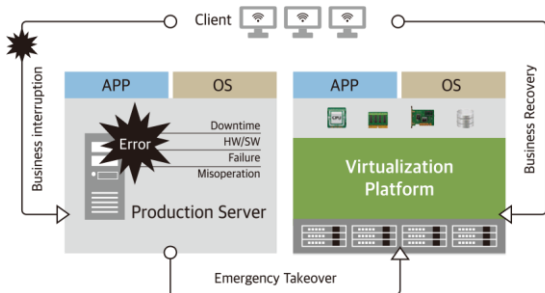 Client
Business interruption
APP
OS
Error
Downtime
HW/SW
Failure
Misoperation
Production Server
APP
OS
CPU
Virtualization
Platform
Business Recovery
Emergency Takeover